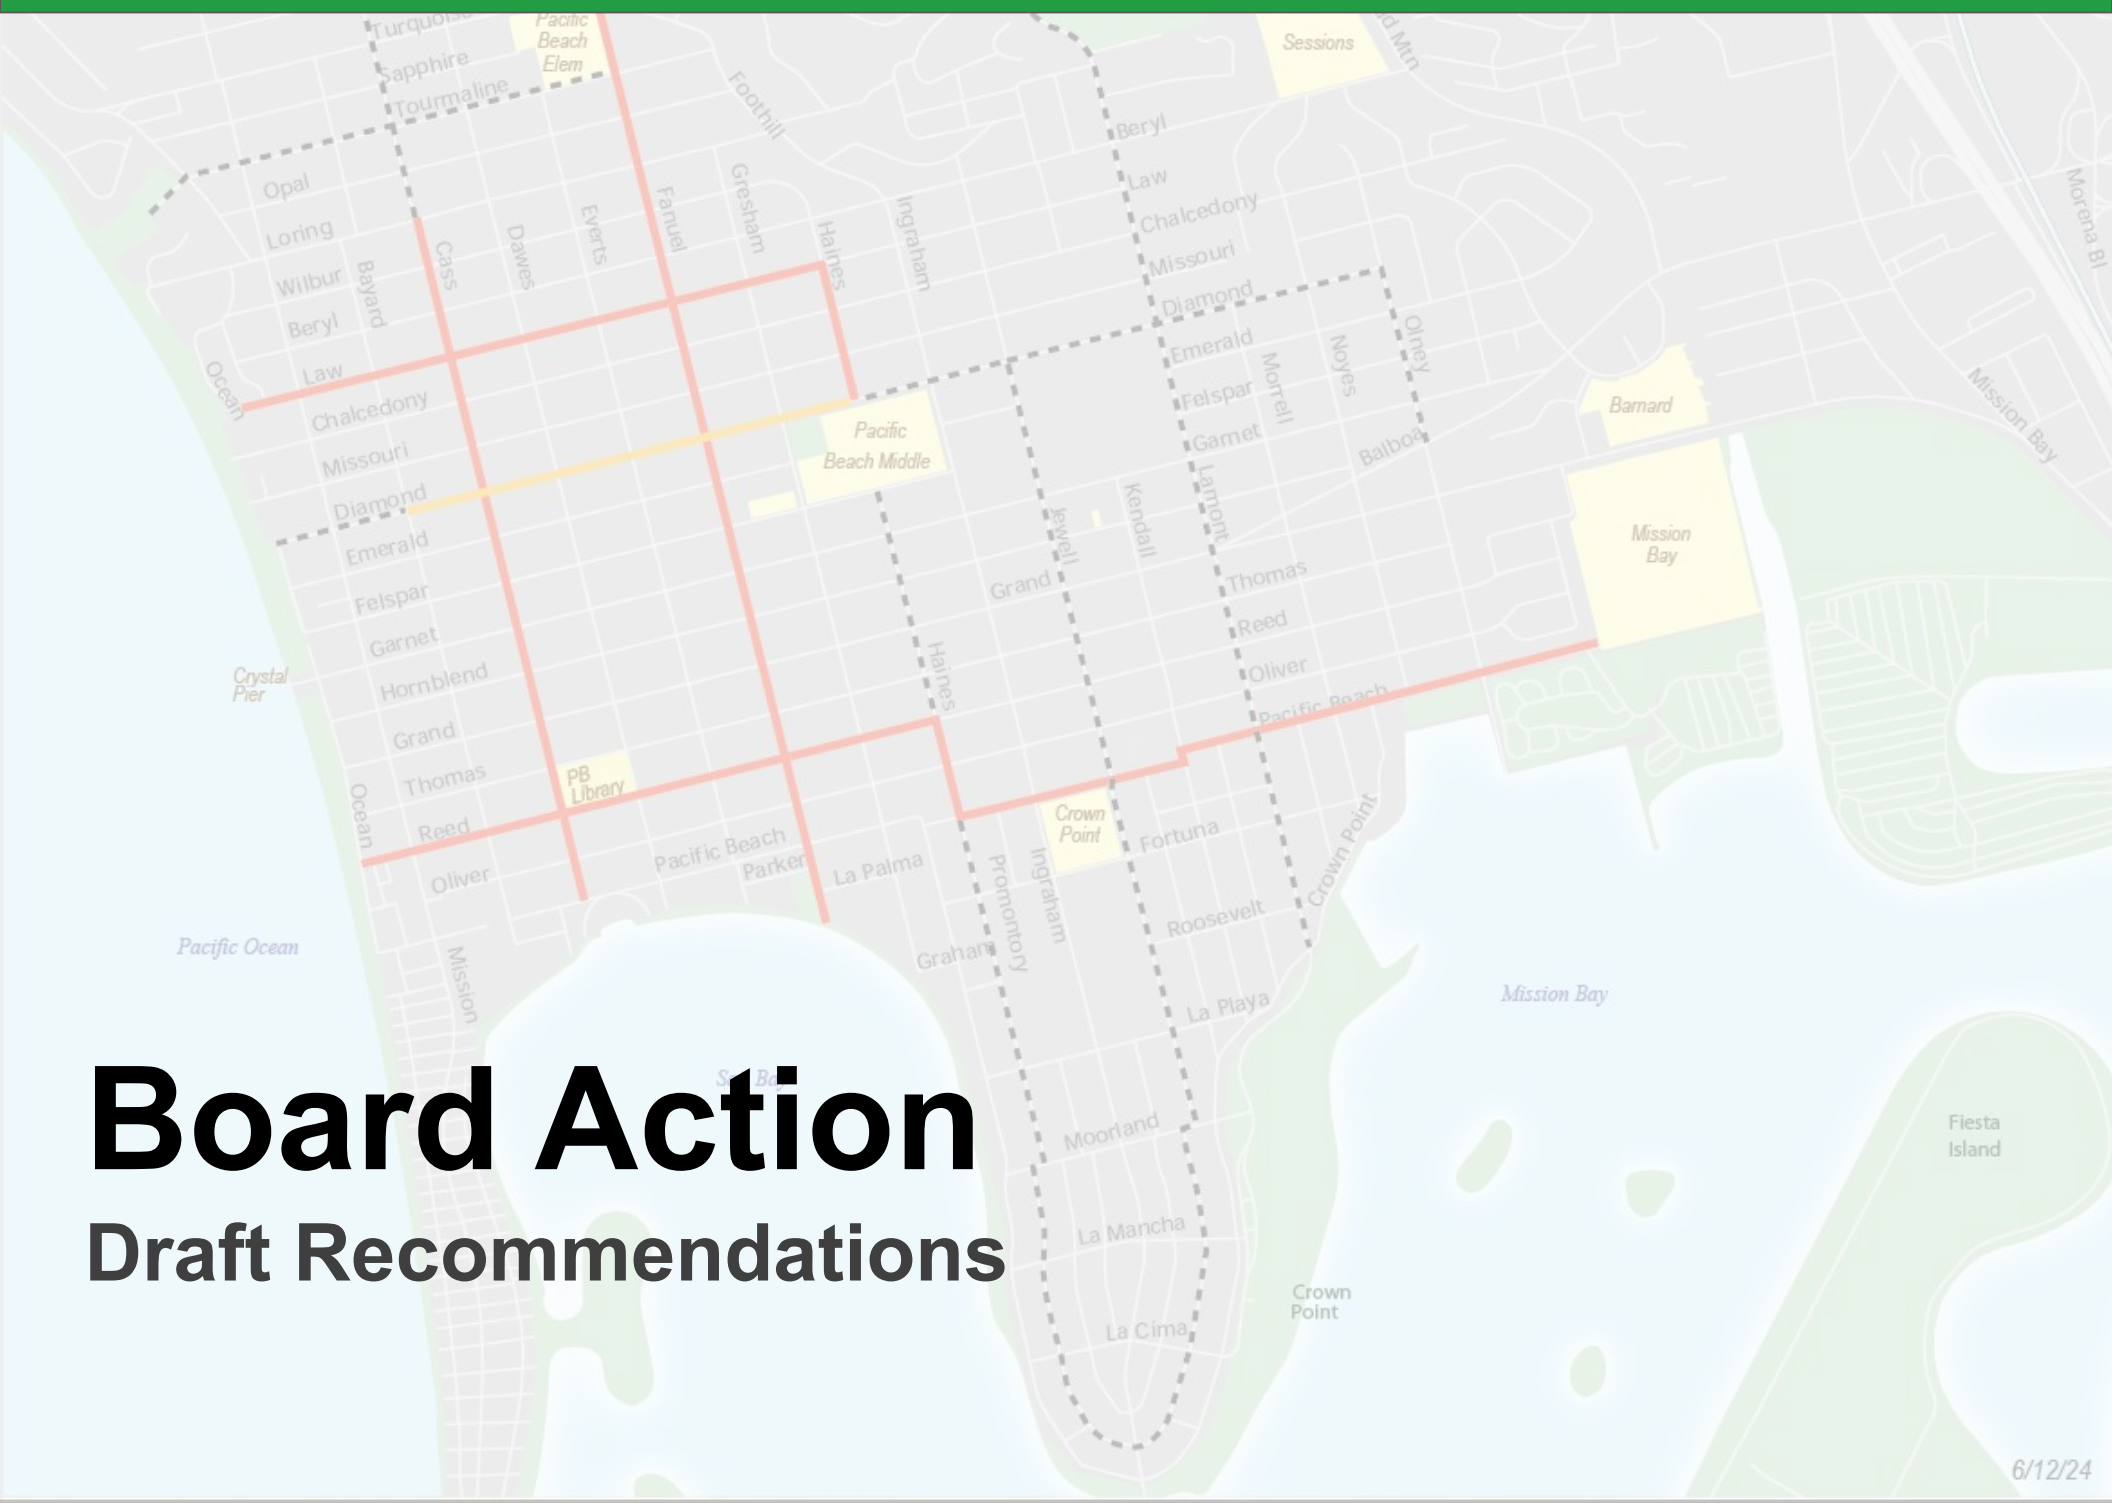 Turquoise
Pacific
Beach
Elem
Sapphire
Tourmaline
Foothill
Sessions
Beryl
Law
Chalcedony
Missouri
Diamond
Emerald
Felspar
Garnet
Balboa
Opal
Loring
Wilbur
Beryl
Law
Chalcedony
Missouri
Diamond
Emerald
Felspar
Garnet
Hornblend
Grand
Thomas
Reed
Oliver
Ocean
Bayard
Cass
Dawes
Everts
Fanuel
Gresham
Haines
Ingraham
Morrell
Noyes
Olney
Morena Bl
Mission Bay
Barnard
Pacific
Beach Middle
Mission
Bay
Jewell
Kendall
Lamont
Grand
Thomas
Reed
Oliver
Pacific Beach
Haines
Crystal
Pier
Ocean
PB
Library
Pacific Beach
Parker
La Palma
Crown
Point
Fortuna
Crown Point
Promontory
Ingraham
Roosevelt
Graham
La Playa
Pacific Ocean
Mission
Mission Bay
Board Action
Draft Recommendations
Moorland
La Mancha
La Cima
Crown
Point
Fiesta
Island
6/12/24